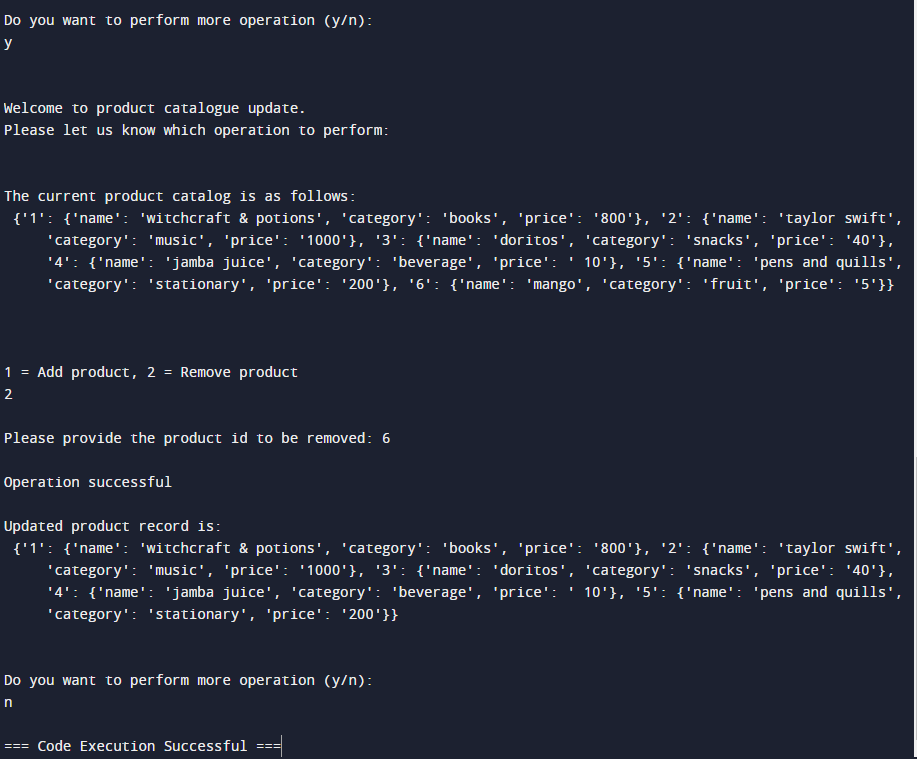 Do you want to perform more operation (y/n):
y
Welcome to product catalogue update.
Please let us know which operation to perform:
The current product catalog is as follows:
{'1': {'name': 'witchcraft & potions', 'category': 'books', 'price': '800'}, '2': {'name': 'taylor swift',
'category': 'music', 'price': '1000'}, '3': {'name': 'doritos', 'category': 'snacks', 'price': '40'},
'4': {'name': 'jamba juice', 'category': 'beverage', 'price': ' 10'}, '5': {'name': 'pens and quills',
'category': 'stationary', 'price': '200'}, '6': {'name': 'mango', 'category': 'fruit', 'price': '5'}}
1 = Add product, 2 = Remove product
2
Please provide the product id to be removed: 6
Operation successful
Updated product record is:
{'1': {'name': 'witchcraft & potions', 'category': 'books', 'price': '800'}, '2': {'name': 'taylor swift',
'category': 'music', 'price': '1000'}, '3': {'name': 'doritos', 'category': 'snacks', 'price': '40'},
'4': {'name': 'jamba juice', 'category': 'beverage', 'price': ' 10'}, '5': {'name': 'pens and quills',
'category': 'stationary', 'price': '200'}}
Do you want to perform more operation (y/n):
n
=== Code Execution Successful ===